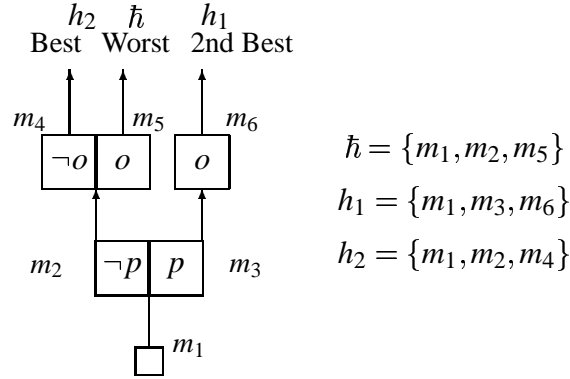 h₂ ℏ h₁
Best Worst 2nd Best
m₄ m₅ m₆
¬o o o
ℏ = {m₁, m₂, m₅}
h₁ = {m₁, m₃, m₆}
h₂ = {m₁, m₂, m₄}
m₂ ¬p p m₃
m₁